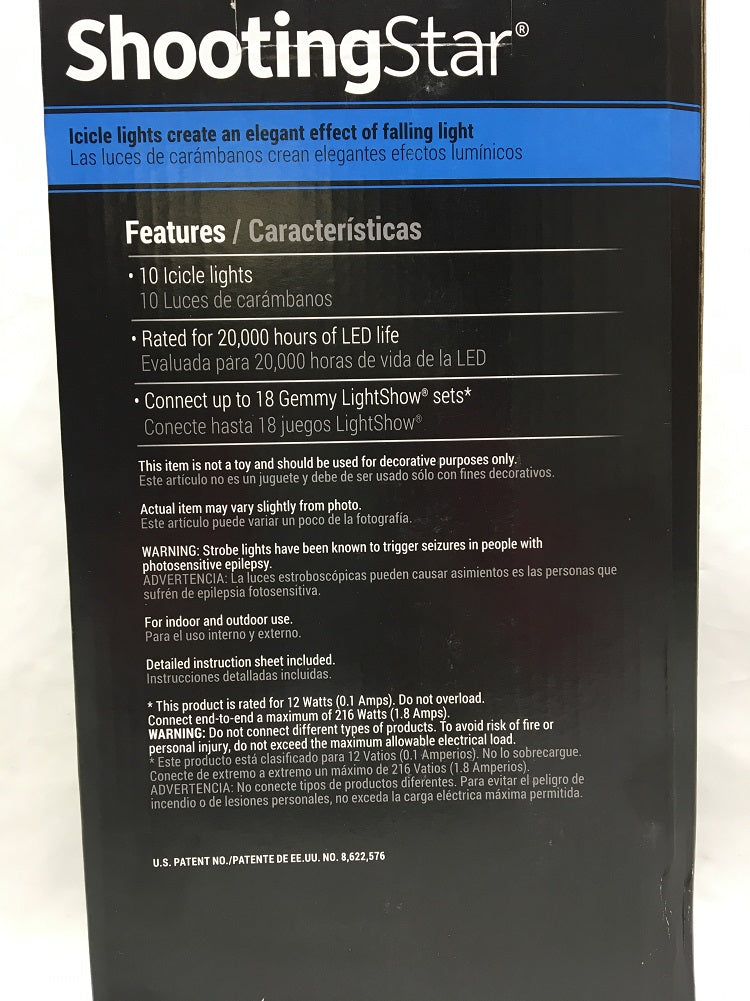 ShootingStar®
Icicle lights create an elegant effect of falling light
Las luces de carámbanos crean elegantes efectos lumínicos
Features / Características
• 10 Icicle lights
10 Luces de carámbanos
• Rated for 20,000 hours of LED life
Evaluada para 20,000 horas de vida de la LED
• Connect up to 18 Gemmy LightShow® sets*
Conecte hasta 18 juegos LightShow®
This item is not a toy and should be used for decorative purposes only.
Este artículo no es un juguete y debe de ser usado sólo con fines decorativos.
Actual item may vary slightly from photo.
Este artículo puede variar un poco de la fotografía.
WARNING: Strobe lights have been known to trigger seizures in people with
photosensitive epilepsy.
ADVERTENCIA: La luces estroboscópicas pueden causar asimientos es las personas que
sufrén de epilepsia fotosensitiva.
For indoor and outdoor use.
Para el uso interno y externo.
Detailed instruction sheet included.
Instrucciones detalladas incluidas.
* This product is rated for 12 Watts (0.1 Amps). Do not overload.
Connect end-to-end a maximum of 216 Watts (1.8 Amps).
WARNING: Do not connect different types of products. To avoid risk of fire or
personal injury, do not exceed the maximum allowable electrical load.
* Este producto está clasificado para 12 Vatios (0.1 Amperios). No lo sobrecargue.
Conecte de extremo a extremo un máximo de 216 Vatios (1.8 Amperios).
ADVERTENCIA: No conecte tipos de productos diferentes. Para evitar el peligro de
incendio o de lesiones personales, no exceda la carga eléctrica máxima permitida.
U.S. PATENT NO./PATENTE DE EE.UU. NO. 8,622,576